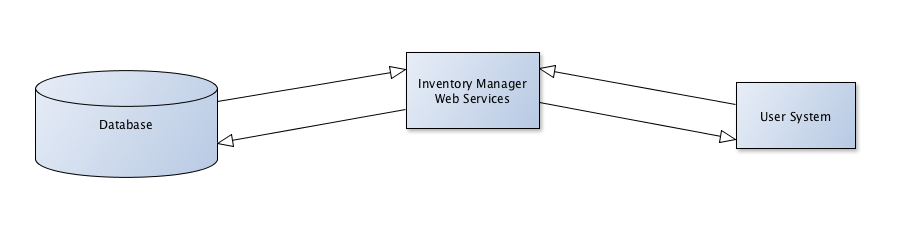 Database
Inventory Manager
Web Services
User System